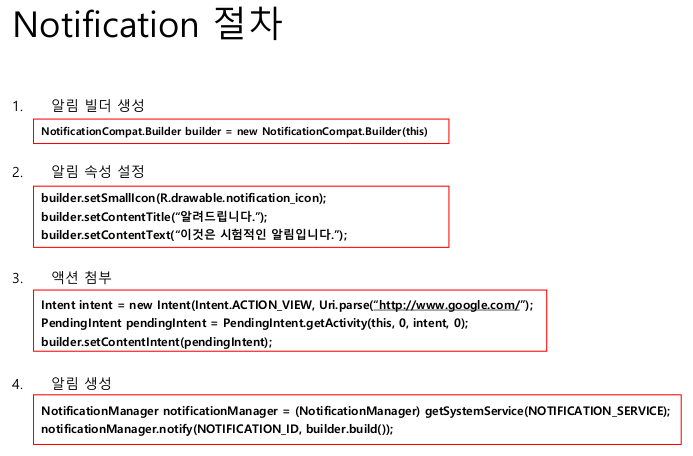 Notification 절차
1. 알림 빌더 생성
NotificationCompat.Builder builder = new NotificationCompat.Builder(this)
2. 알림 속성 설정
builder.setSmallIcon(R.drawable.notification_icon);
builder.setContentTitle(“알려드립니다.”);
builder.setContentText(“이것은 시험적인 알림입니다.”);
3. 액션 첨부
Intent intent = new Intent(Intent.ACTION_VIEW, Uri.parse(“http://www.google.com/”);
PendingIntent pendingIntent = PendingIntent.getActivity(this, 0, intent, 0);
builder.setContentIntent(pendingIntent);
4. 알림 생성
NotificationManager notificationManager = (NotificationManager) getSystemService(NOTIFICATION_SERVICE);
notificationManager.notify(NOTIFICATION_ID, builder.build());